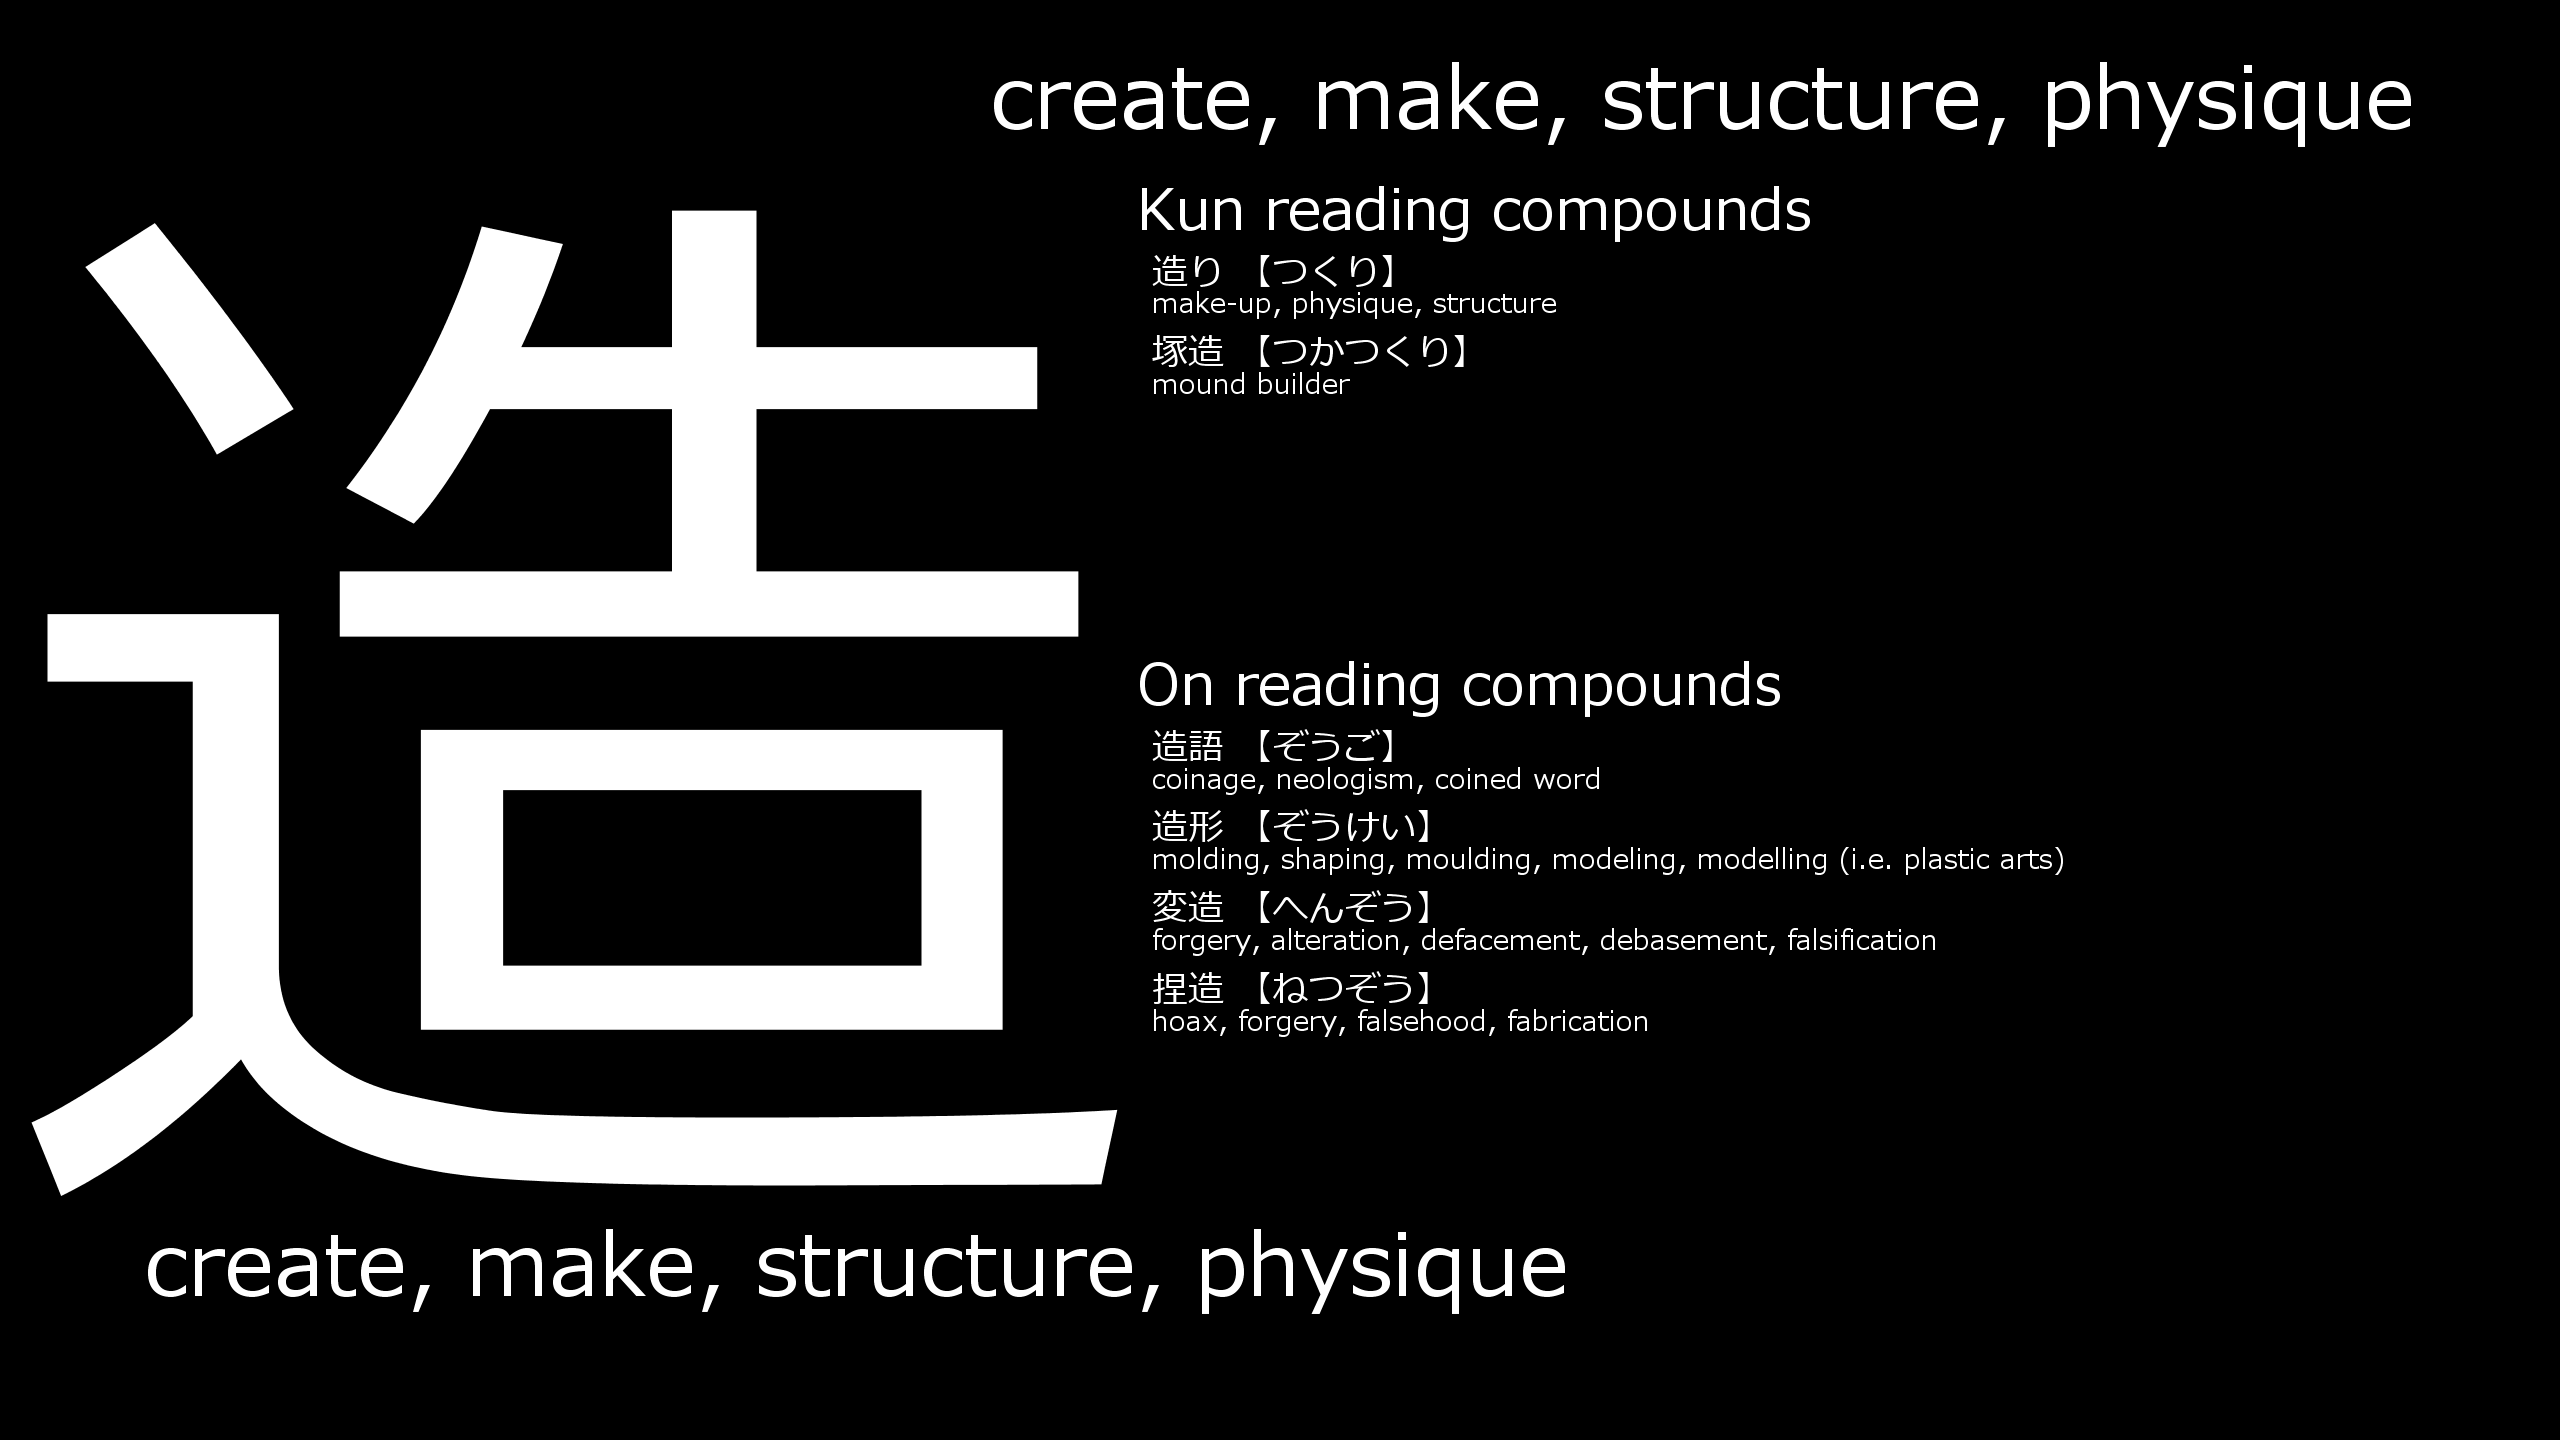 create, make, structure, physique
造
Kun reading compounds
造り 【つくり】
make-up, physique, structure
塚造 【つかつくり】
mound builder
On reading compounds
造語 【ぞうご】
coinage, neologism, coined word
造形 【ぞうけい】
molding, shaping, moulding, modeling, modelling (i.e. plastic arts)
変造 【へんぞう】
forgery, alteration, defacement, debasement, falsification
捏造 【ねつぞう】
hoax, forgery, falsehood, fabrication
create, make, structure, physique